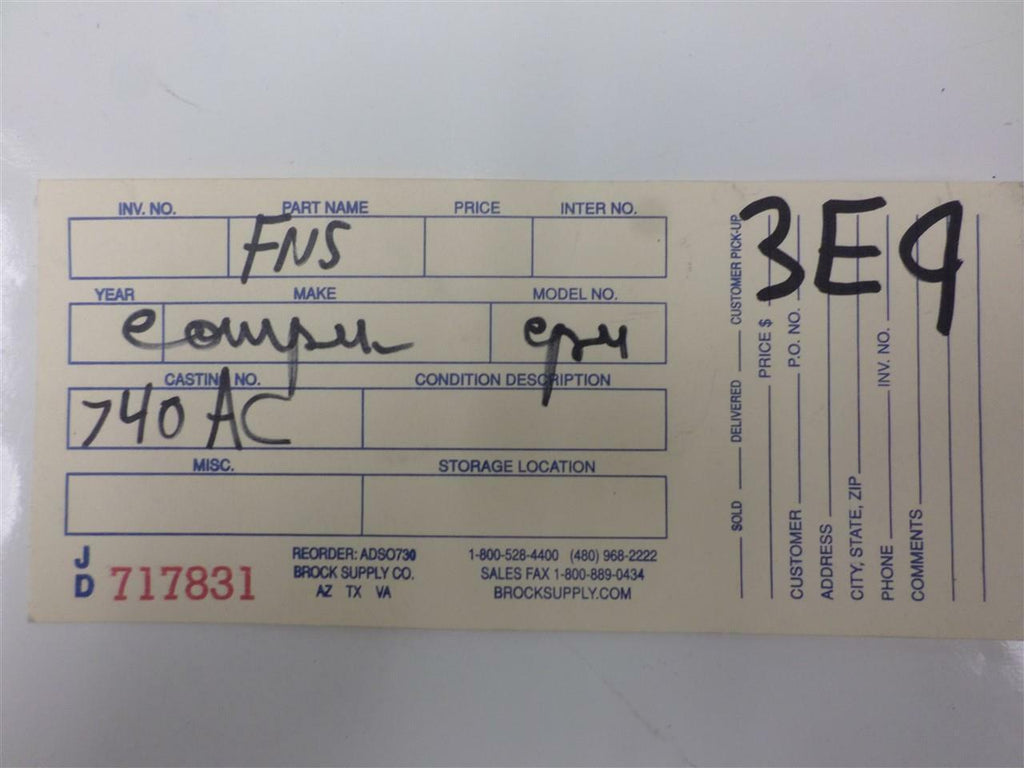 INV. NO. PART NAME PRICE INTER NO.
FNS
YEAR MAKE MODEL NO.
CASTING NO. CONDITION DESCRIPTION
740 AC
MISC. STORAGE LOCATION
JD 717831
REORDER: ADSO730
BROCK SUPPLY CO.
AZ TX VA
1-800-528-4400 (480) 968-2222
SALES FAX 1-800-889-0434
BROCKSUPPLY.COM
3E9
SOLD DELIVERED CUSTOMER PICK-UP
PRICE $
CUSTOMER P.O. NO.
ADDRESS
CITY, STATE, ZIP
PHONE INV. NO.
COMMENTS